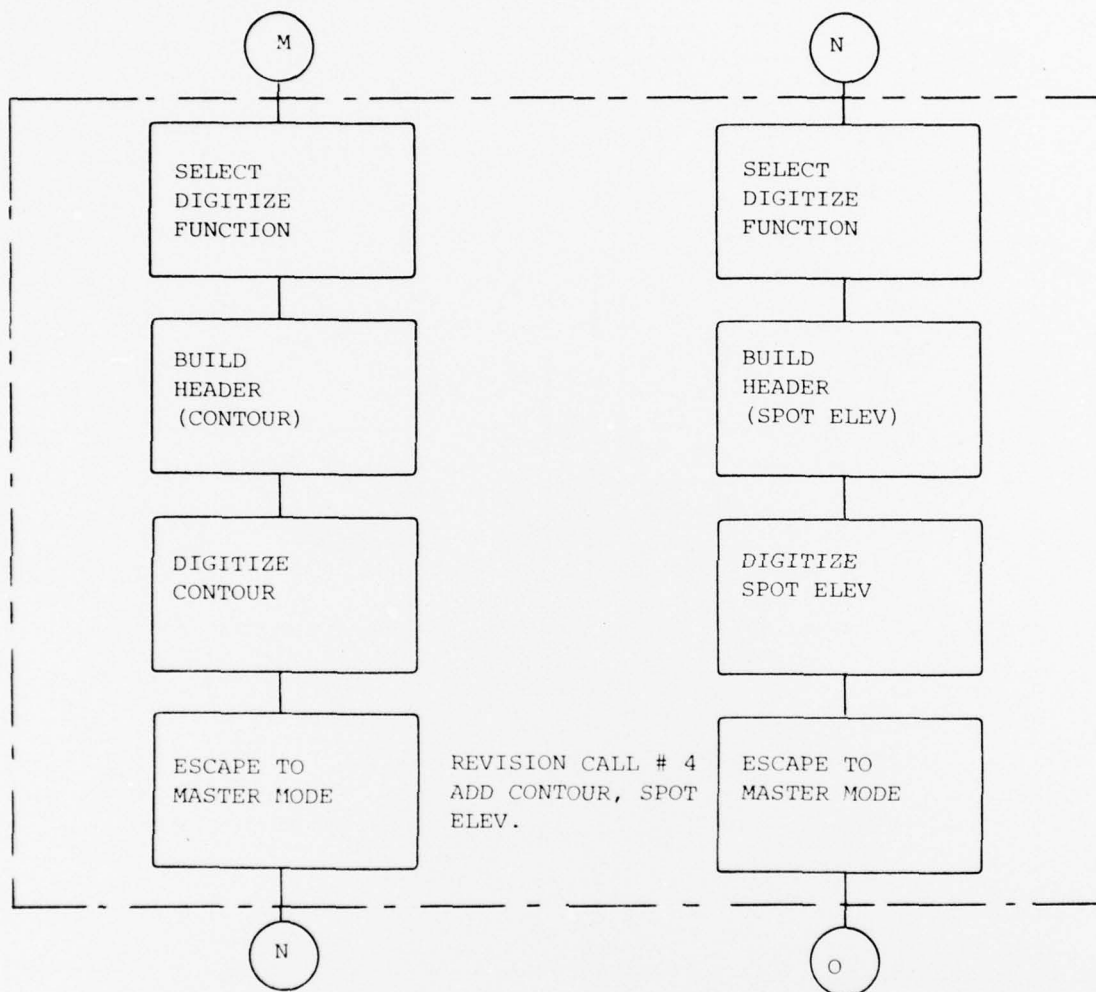 M
SELECT
DIGITIZE
FUNCTION
BUILD
HEADER
(CONTOUR)
DIGITIZE
CONTOUR
ESCAPE TO
MASTER MODE
N
REVISION CALL # 4
ADD CONTOUR, SPOT
ELEV.
N
SELECT
DIGITIZE
FUNCTION
BUILD
HEADER
(SPOT ELEV)
DIGITIZE
SPOT ELEV
ESCAPE TO
MASTER MODE
O